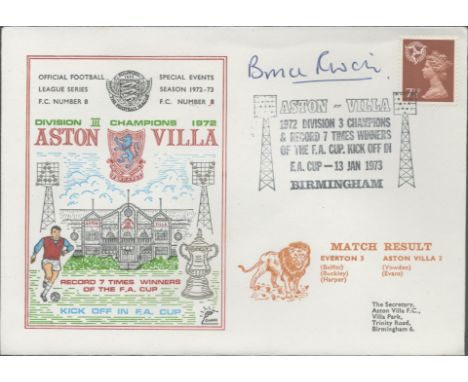 OFFICIAL FOOTBALL
LEAGUE SERIES
F.C. NUMBER 8
SPECIAL EVENTS
SEASON 1972-73
F.C. NUMBER 8
DIVISION III CHAMPIONS 1972
ASTON VILLA
RECORD 7 TIMES WINNERS
OF THE F.A. CUP
KICK OFF IN F.A. CUP
ASTON - VILLA
1972 DIVISION 3 CHAMPIONS
& RECORD 7 TIMES WINNERS
OF THE F.A. CUP. KICK OFF IN
F.A. CUP — 13 JAN 1973
BIRMINGHAM
MATCH RESULT
EVERTON 3 ASTON VILLA 2
(Belfitt) (Vowden)
(Buckley) (Evans)
(Harper)
The Secretary,
Aston Villa F.C.,
Villa Park,
Trinity Road,
Birmingham 6.